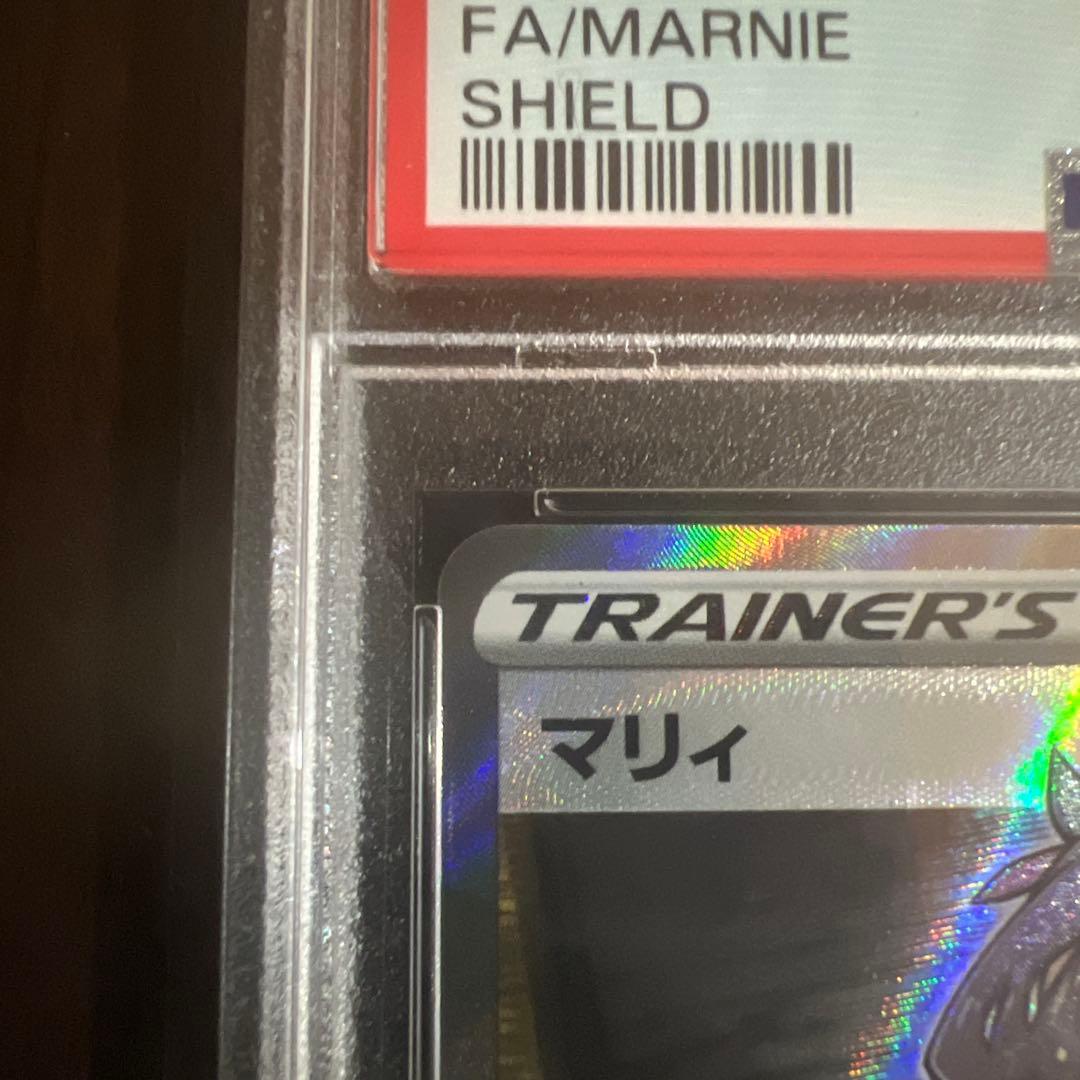 FA/MARNIE
SHIELD
TRAINER'S
マリィ